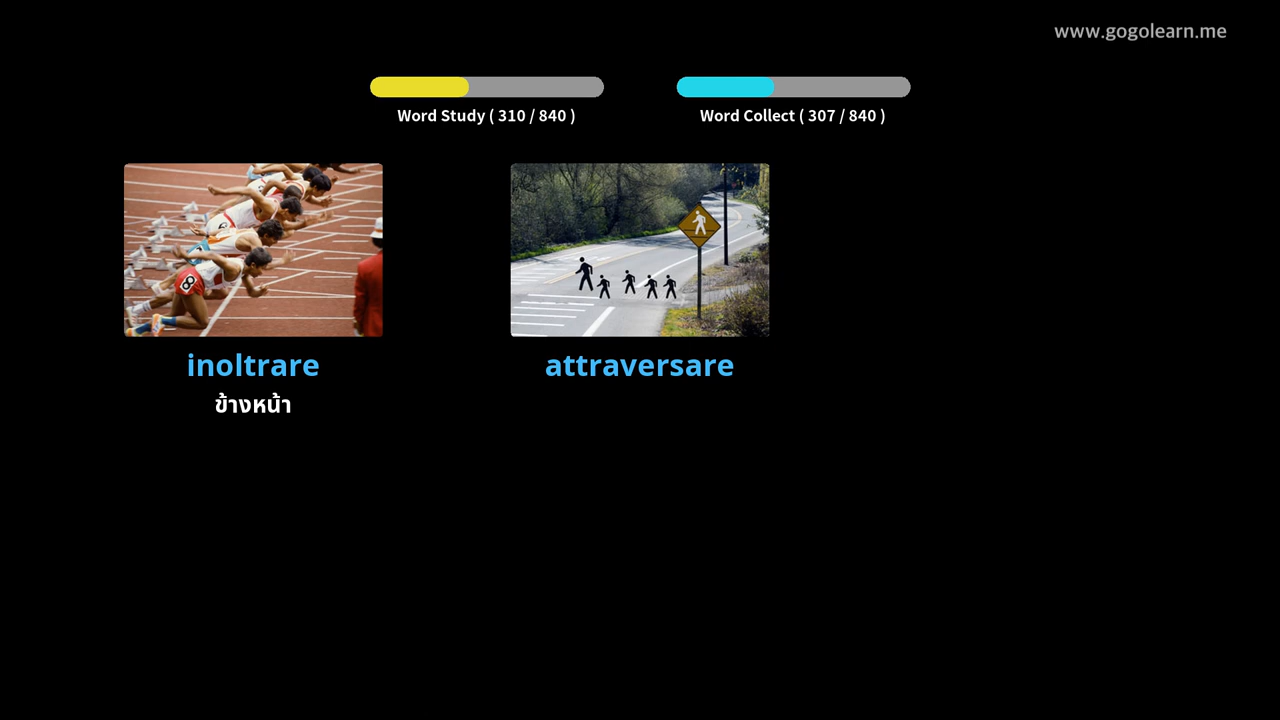 www.gogolearn.me
Word Study ( 310 / 840 )
Word Collect ( 307 / 840 )
8
inoltrare
attraversare
ข้างหน้า